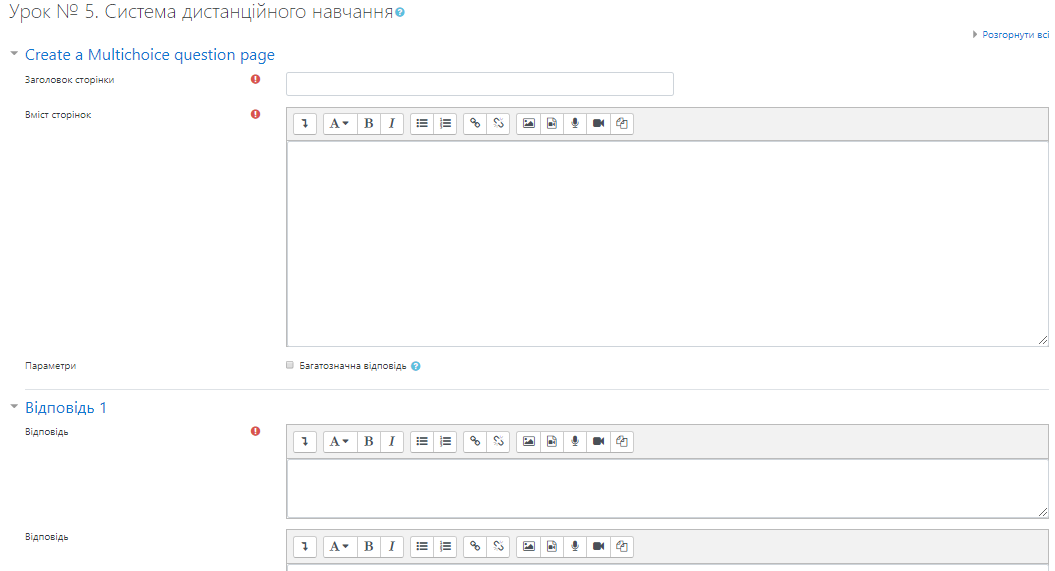 Урок № 5. Система дистанційного навчання
Розгорнути всі
Create a Multichoice question page
Заголовок сторінки
Вміст сторінок
A B I
Параметри
Багатозначна відповідь
Відповідь 1
Відповідь
A B I
Відповідь
A B I